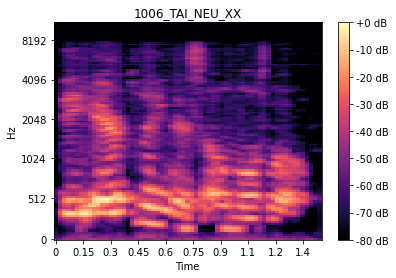 1006_TAI_NEU_XX
8192
4096
2048
1024
512
0
Hz
0 0.15 0.3 0.45 0.6 0.75 0.9 1.1 1.2 1.4
Time
+0 dB
-10 dB
-20 dB
-30 dB
-40 dB
-50 dB
-60 dB
-70 dB
-80 dB